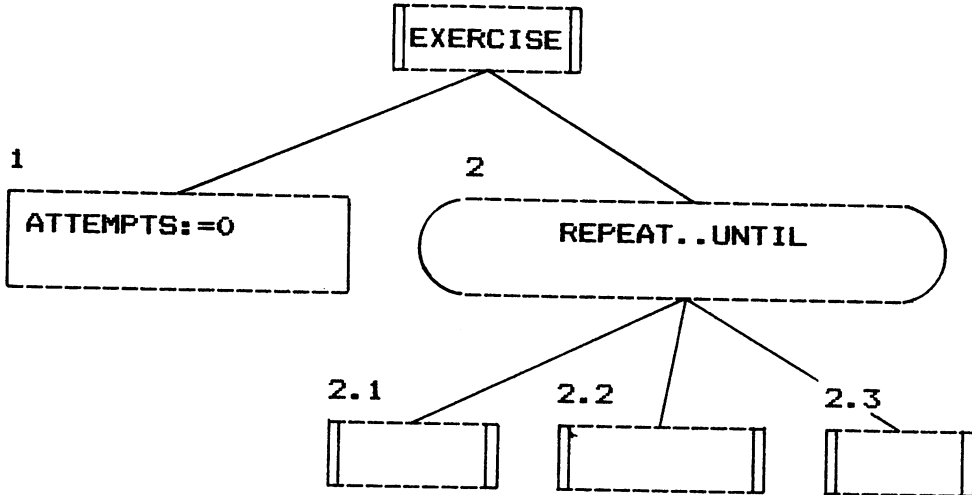 EXERCISE
1
2
ATTEMPTS:=0
REPEAT..UNTIL
2.1
2.2
2.3